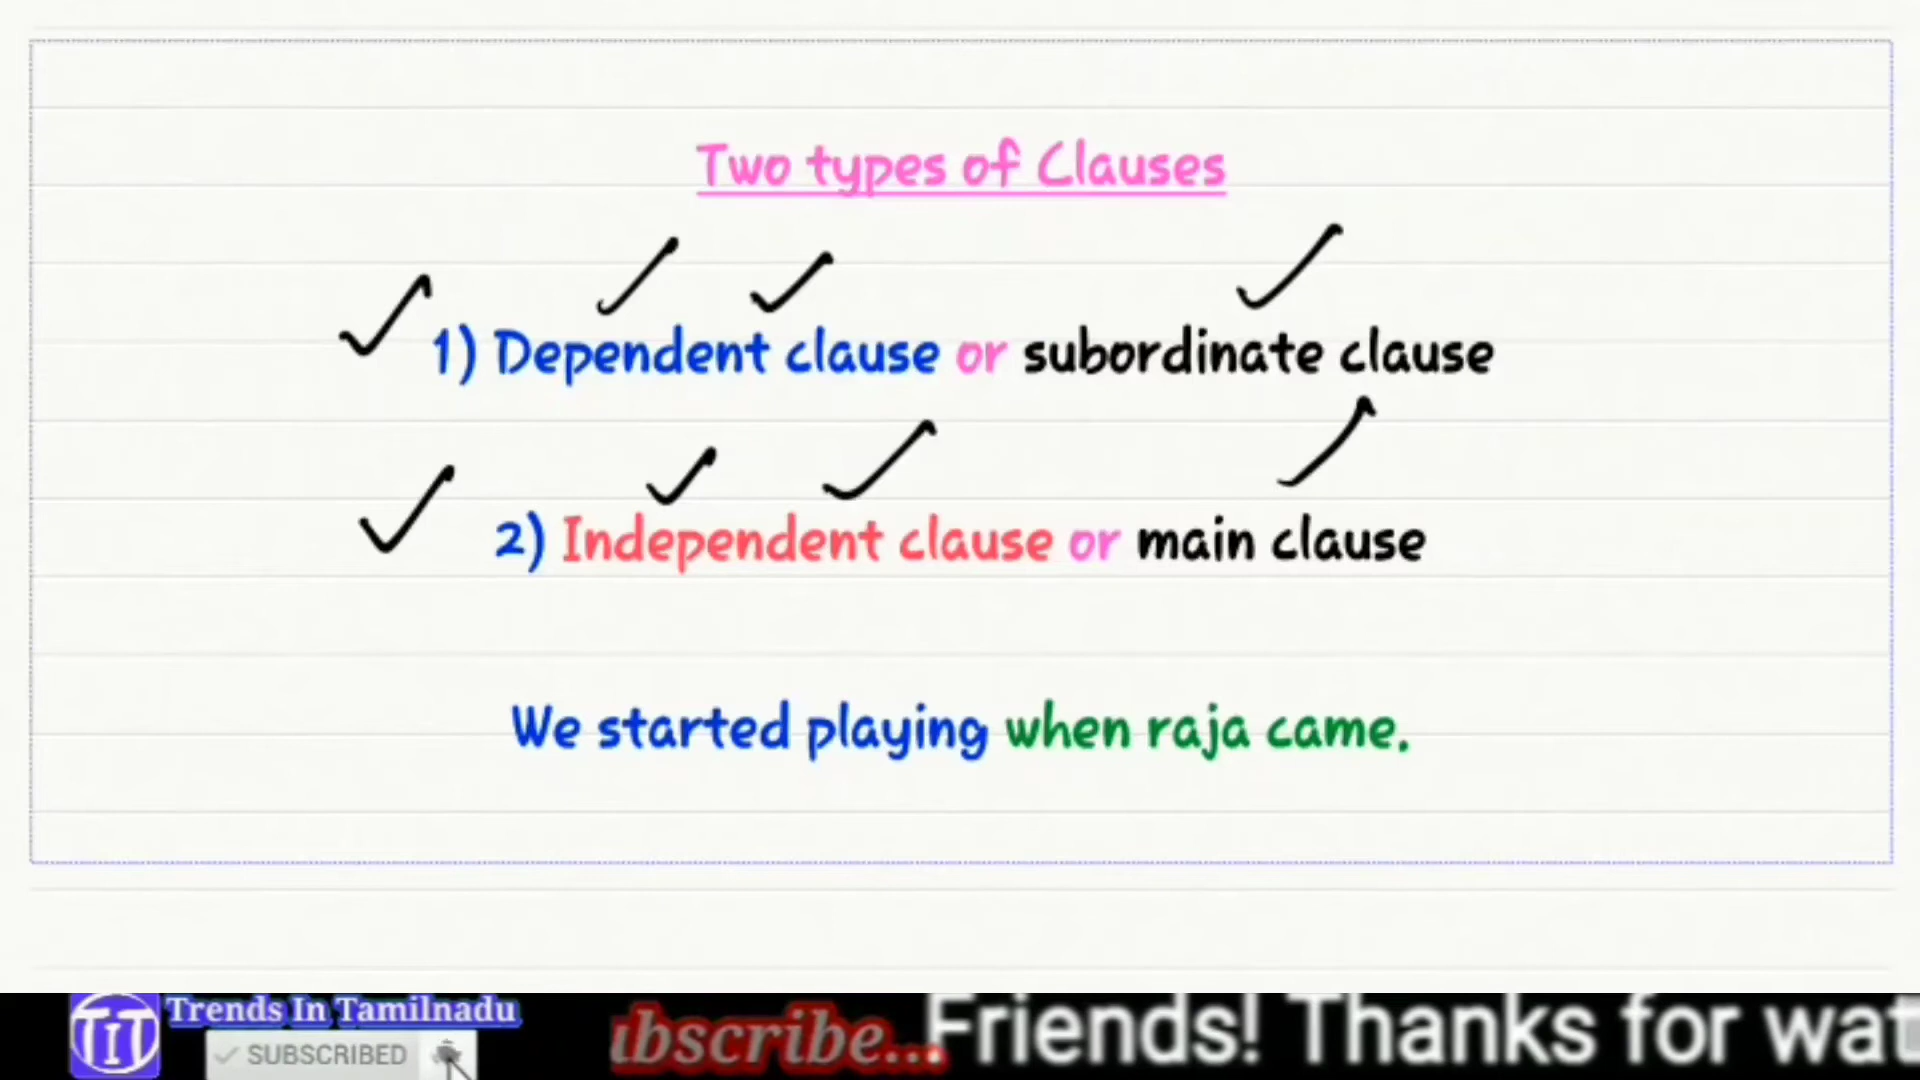 Two types of Clauses
1) Dependent clause or subordinate clause
2) Independent clause or main clause
We started playing when raja came.
TiT Trends In Tamilnadu
SUBSCRIBED
ubscribe... Friends! Thanks for wat